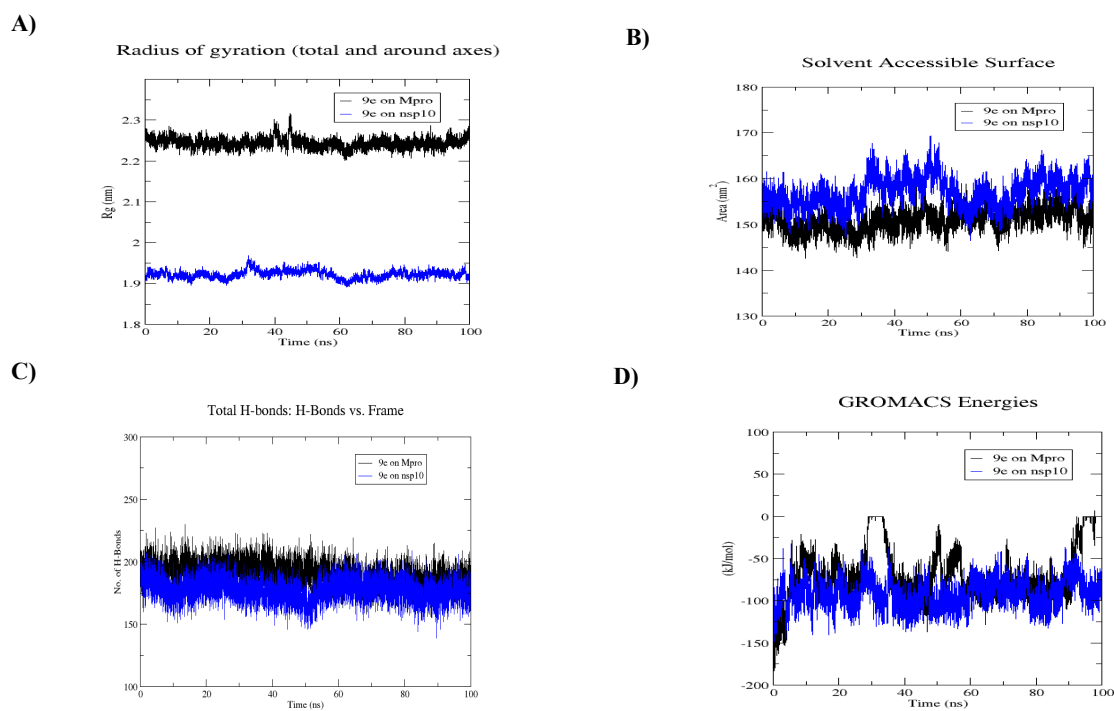 A)
Radius of gyration (total and around axes)
9e on Mpro
9e on nsp10
Rg (nm)
2.3
2.2
2.1
2
1.9
1.8
0 20 40 60 80 100
Time (ns)
B)
Solvent Accessible Surface
9e on Mpro
9e on nsp10
Area (nm²)
180
170
160
150
140
130
0 20 40 60 80 100
Time (ns)
C)
Total H-bonds: H-Bonds vs. Frame
9e on Mpro
9e on nsp10
No. of H-Bonds
300
250
200
150
100
0 20 40 60 80 100
Time (ns)
D)
GROMACS Energies
9e on Mpro
9e on nsp10
(kJ/mol)
100
50
0
-50
-100
-150
-200
0 20 40 60 80 100
Time (ns)